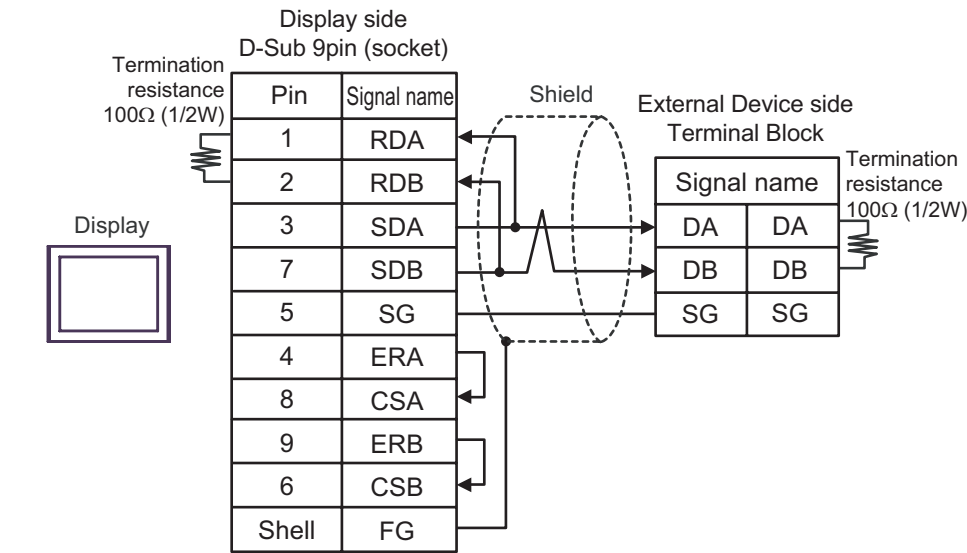 Display side
D-Sub 9pin (socket)
Termination
resistance
100Ω (1/2W)
Pin Signal name
1 RDA
2 RDB
3 SDA
7 SDB
5 SG
4 ERA
8 CSA
9 ERB
6 CSB
Shell FG
Display
Shield
External Device side
Terminal Block
Signal name
DA DA
DB DB
SG SG
Termination
resistance
100Ω (1/2W)